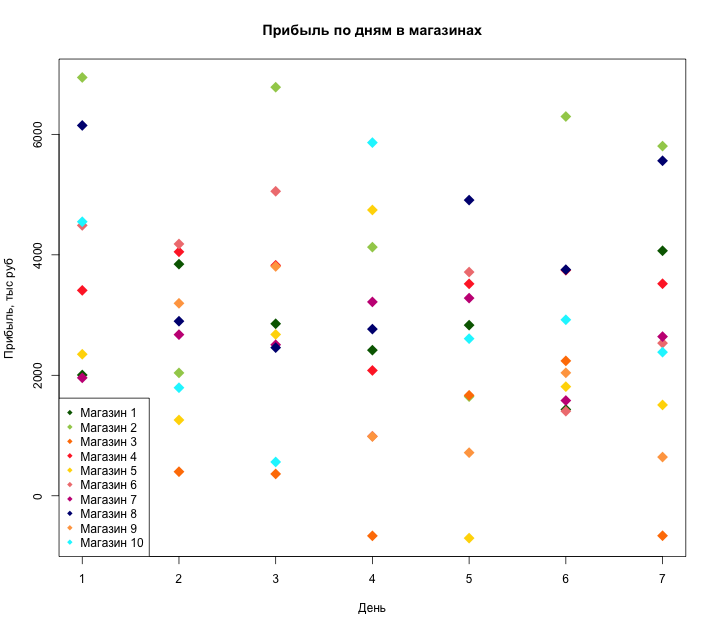 Прибыль по дням в магазинах
Прибыль, тыс руб
6000
4000
2000
0
Магазин 1
Магазин 2
Магазин 3
Магазин 4
Магазин 5
Магазин 6
Магазин 7
Магазин 8
Магазин 9
Магазин 10
1 2 3 4 5 6 7
День